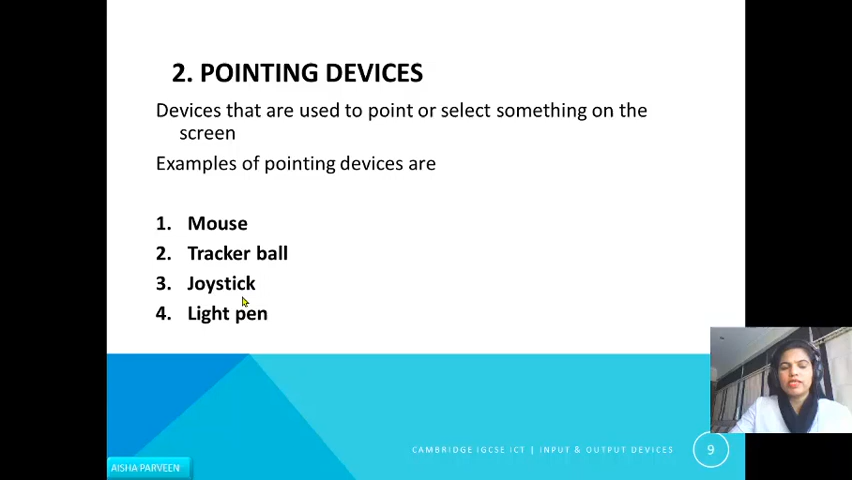 2. POINTING DEVICES
Devices that are used to point or select something on the
screen
Examples of pointing devices are
1. Mouse
2. Tracker ball
3. Joystick
4. Light pen
CAMBRIDGE IGCSE ICT | INPUT & OUTPUT DEVICES 9
AISHA PARVEEN